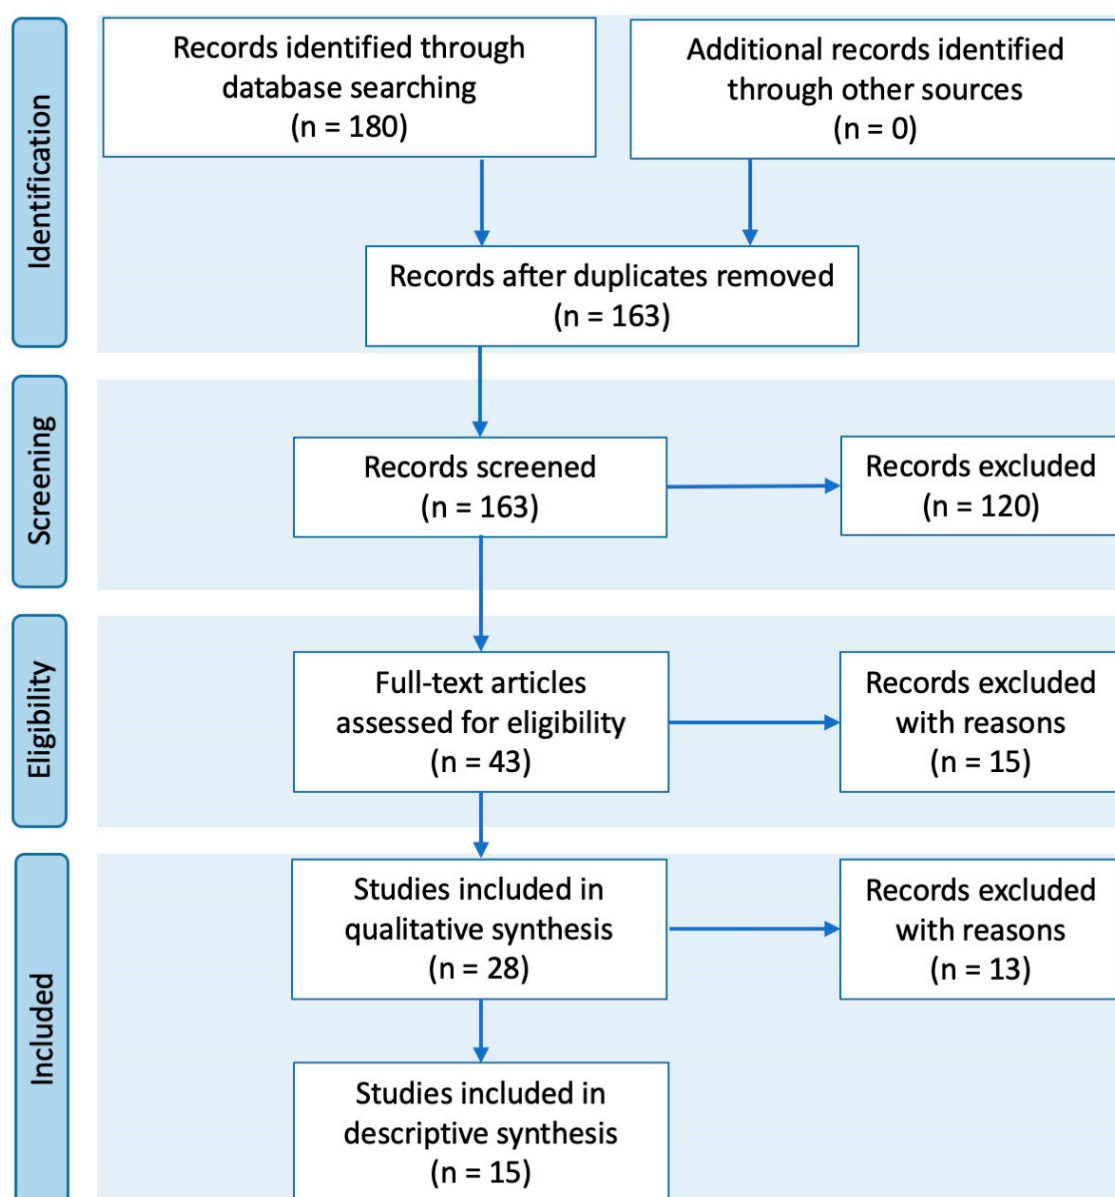 Identification
Records identified through
database searching
(n = 180)
Additional records identified
through other sources
(n = 0)
Records after duplicates removed
(n = 163)
Screening
Records screened
(n = 163)
Records excluded
(n = 120)
Eligibility
Full-text articles
assessed for eligibility
(n = 43)
Records excluded
with reasons
(n = 15)
Included
Studies included in
qualitative synthesis
(n = 28)
Records excluded
with reasons
(n = 13)
Studies included in
descriptive synthesis
(n = 15)